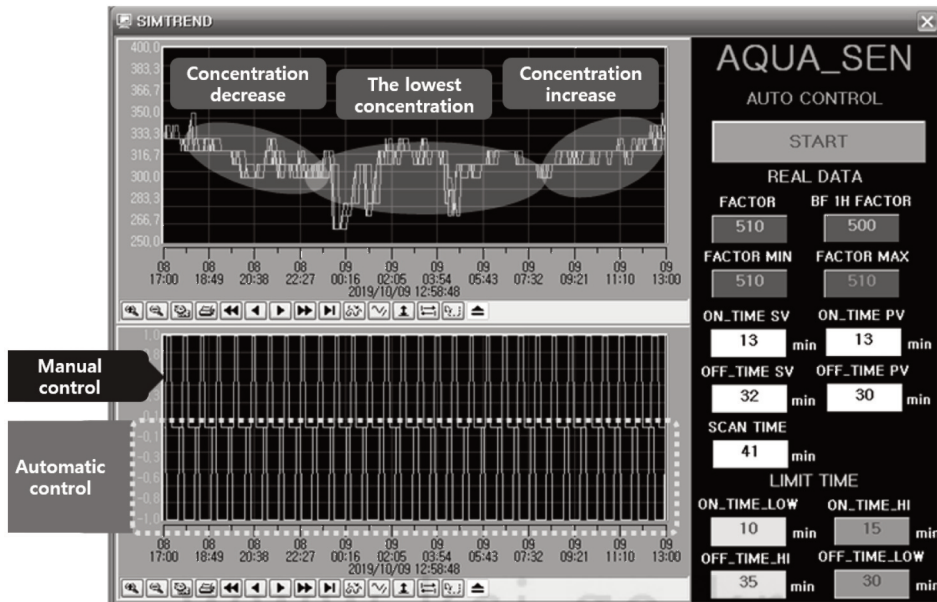 SIMTREND
400,0
383,3
366,7
350,0
333,3
316,7
300,0
283,3
266,7
250,0
Concentration
decrease
The lowest
concentration
Concentration
increase
08 08 08 08 09 09 09 09 09 09 09 09
17:00 18:49 20:38 22:27 00:16 02:05 03:54 05:43 07:32 09:21 11:10 13:00
2019/10/09 12:58:48
Manual
control
Automatic
control
1,0
0,1
-0,1
-0,3
-0,6
-0,8
-1,0
08 08 08 08 09 09 09 09 09 09 09 09
17:00 18:49 20:38 22:27 00:16 02:05 03:54 05:43 07:32 09:21 11:10 13:00
2019/10/09 12:58:48
AQUA_SEN
AUTO CONTROL
START
REAL DATA
FACTOR BF 1H FACTOR
510 500
FACTOR MIN FACTOR MAX
510 510
ON_TIME SV ON_TIME PV
13 min 13 min
OFF_TIME SV OFF_TIME PV
32 min 30 min
SCAN TIME
41 min
LIMIT TIME
ON_TIME_LOW ON_TIME_HI
10 min 15 min
OFF_TIME_HI OFF_TIME_LOW
35 min 30 min